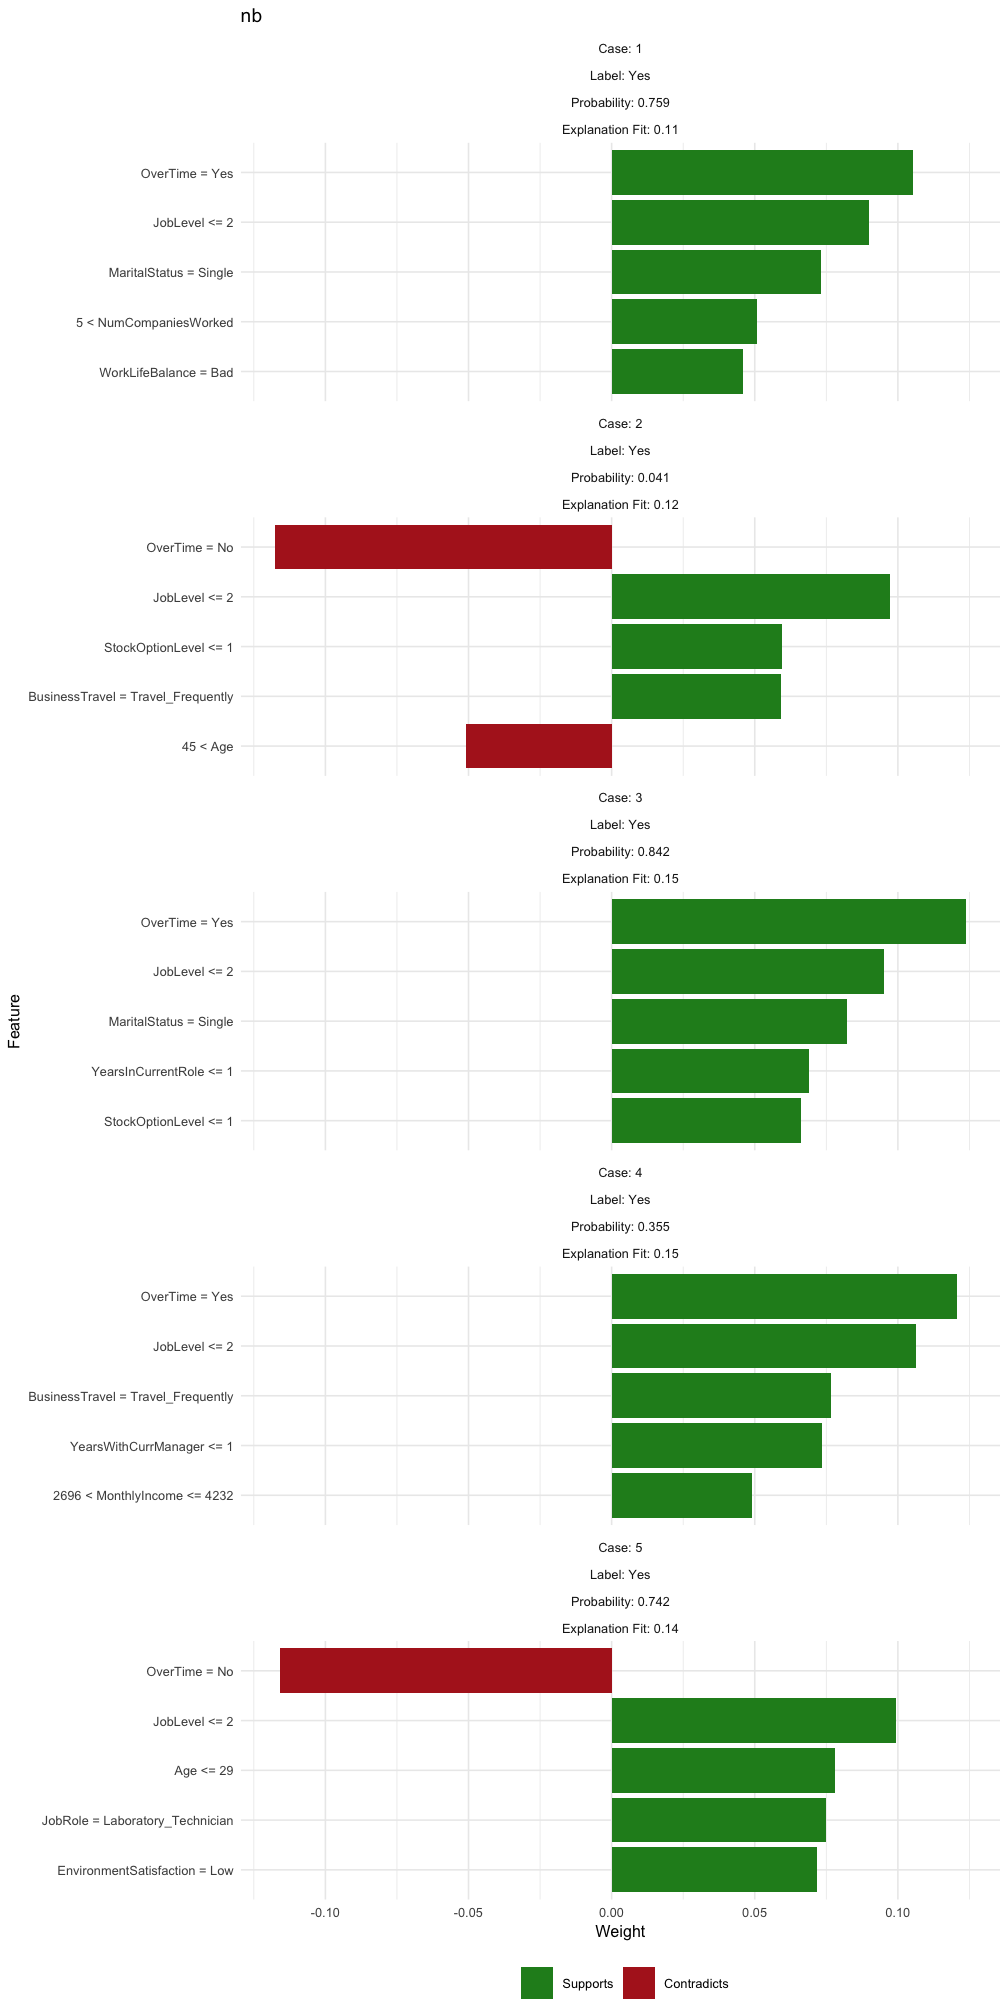 nb
Case: 1
Label: Yes
Probability: 0.759
Explanation Fit: 0.11
OverTime = Yes
JobLevel <= 2
MaritalStatus = Single
5 < NumCompaniesWorked
WorkLifeBalance = Bad
Case: 2
Label: Yes
Probability: 0.041
Explanation Fit: 0.12
OverTime = No
JobLevel <= 2
StockOptionLevel <= 1
BusinessTravel = Travel_Frequently
45 < Age
Case: 3
Label: Yes
Probability: 0.842
Explanation Fit: 0.15
OverTime = Yes
JobLevel <= 2
MaritalStatus = Single
YearsInCurrentRole <= 1
StockOptionLevel <= 1
Feature
Case: 4
Label: Yes
Probability: 0.355
Explanation Fit: 0.15
OverTime = Yes
JobLevel <= 2
BusinessTravel = Travel_Frequently
YearsWithCurrManager <= 1
2696 < MonthlyIncome <= 4232
Case: 5
Label: Yes
Probability: 0.742
Explanation Fit: 0.14
OverTime = No
JobLevel <= 2
Age <= 29
JobRole = Laboratory_Technician
EnvironmentSatisfaction = Low
-0.10 -0.05 0.00 0.05 0.10
Weight
Supports Contradicts